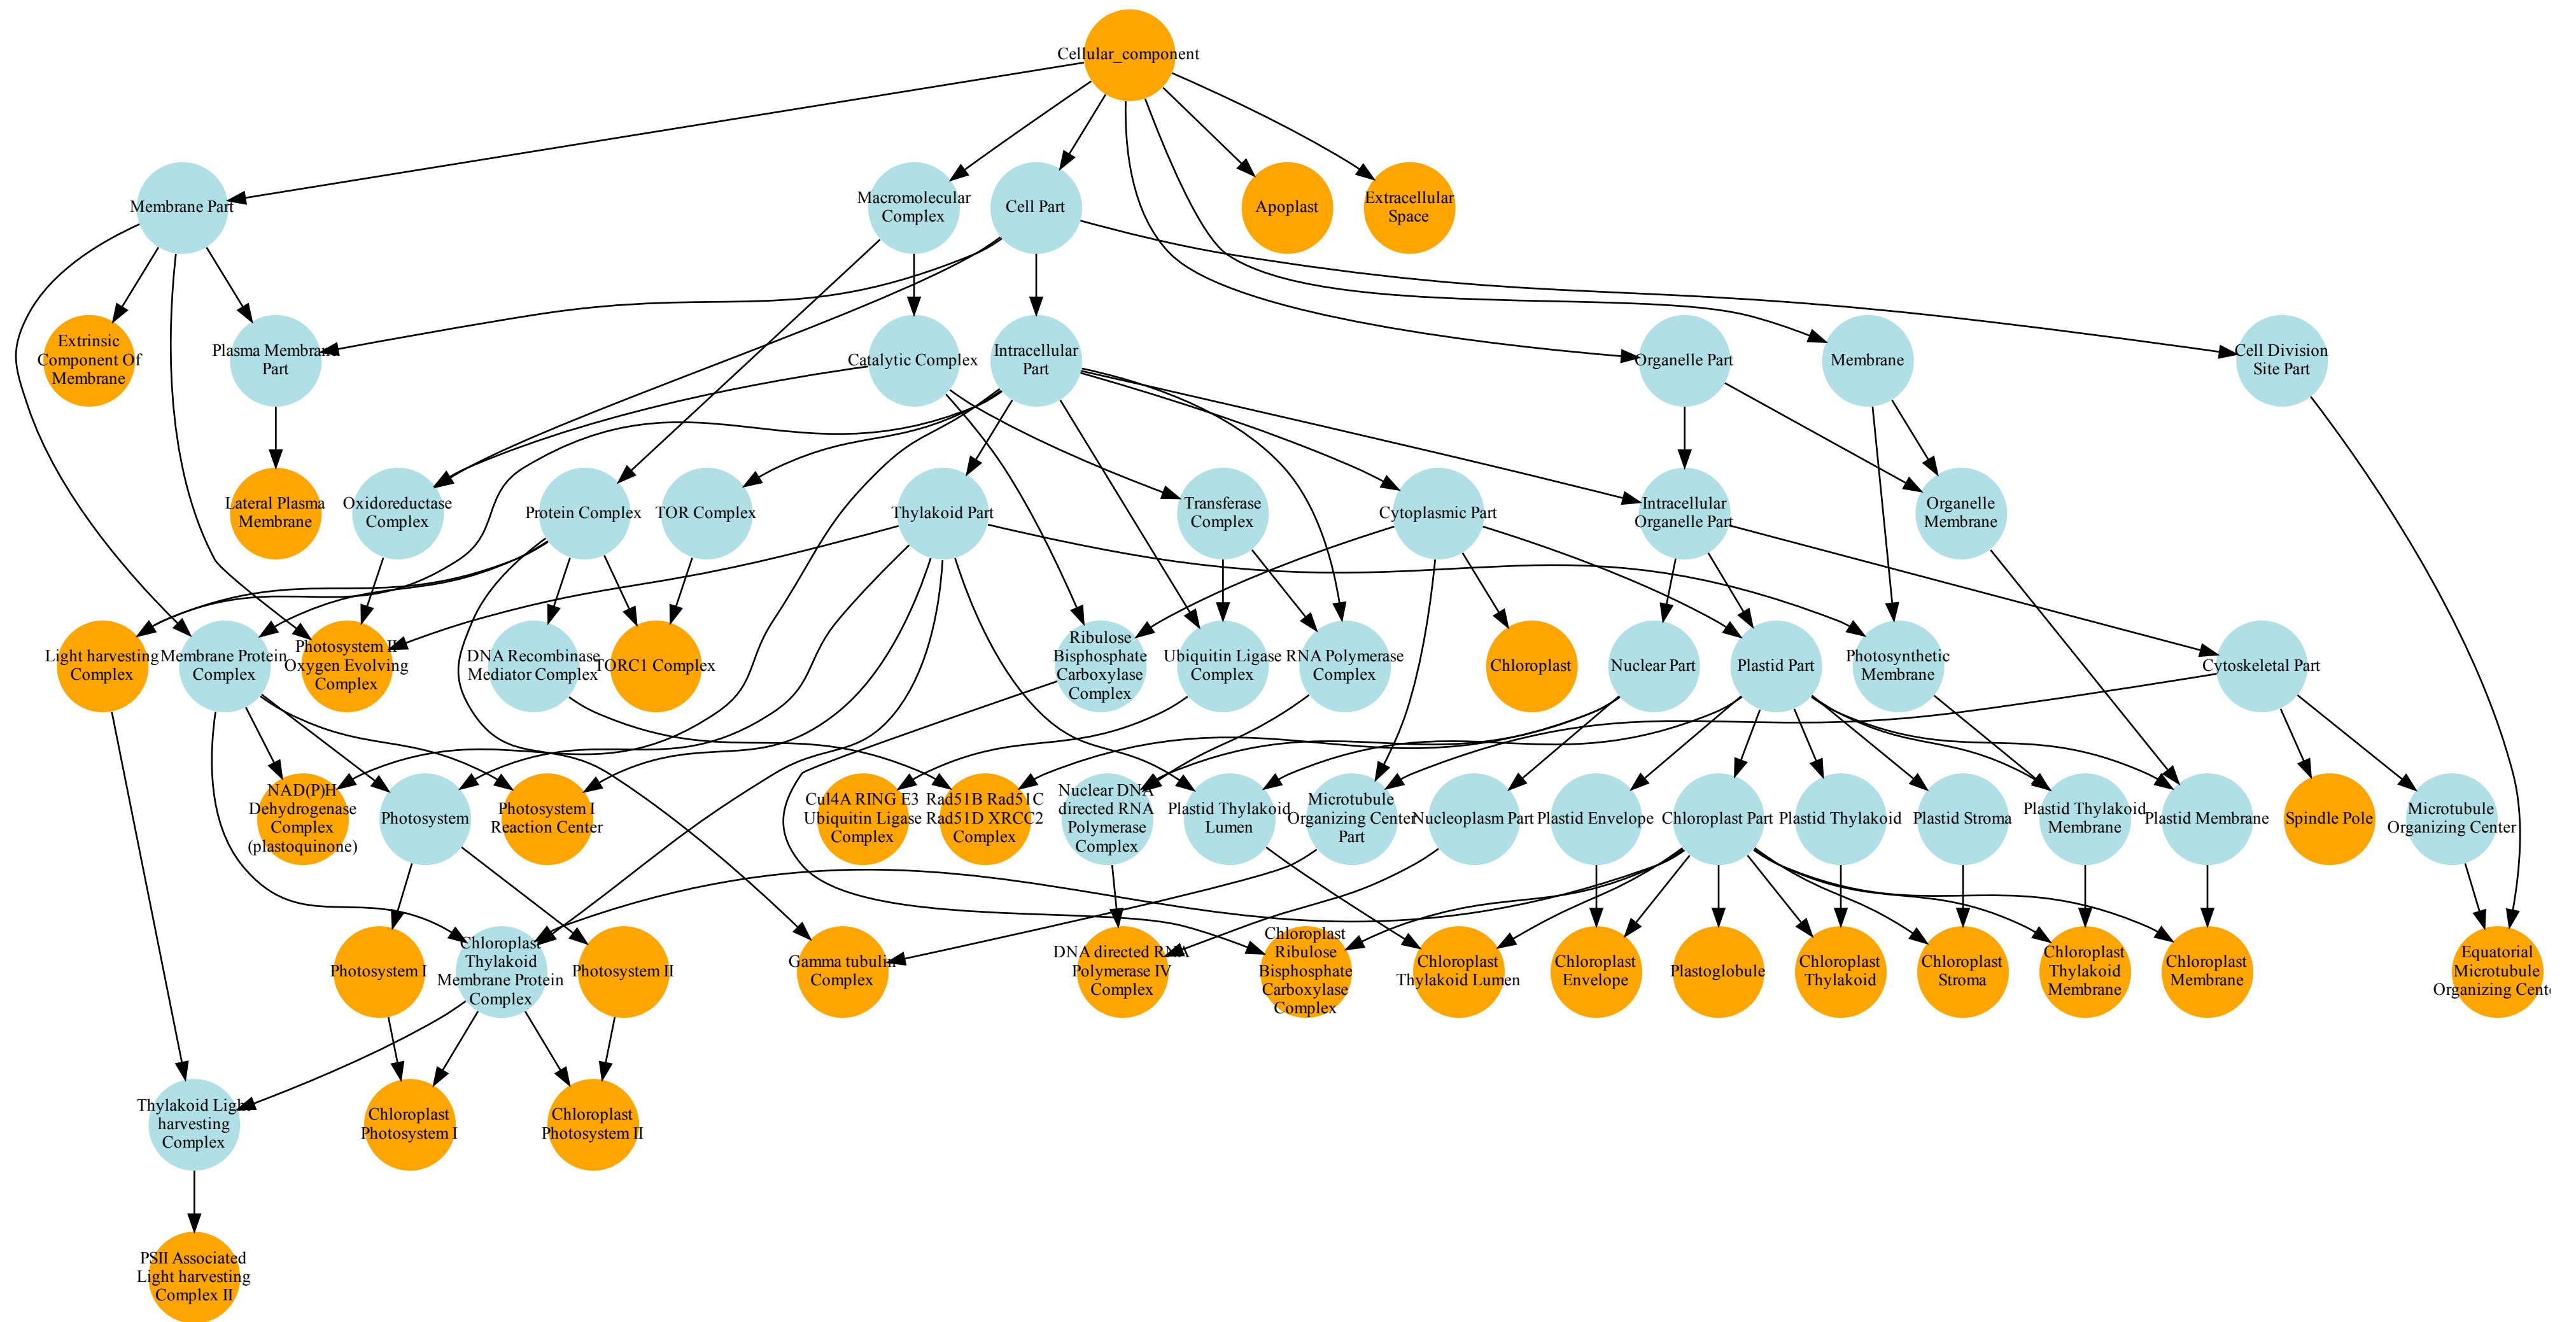 Cellular_component
Membrane Part
Macromolecular
Complex
Cell Part
Apoplast
Extracellular
Space
Extrinsic
Component Of
Membrane
Plasma Membrane
Part
Catalytic Complex
Intracellular
Part
Organelle Part
Membrane
Cell Division
Site Part
Lateral Plasma
Membrane
Oxidoreductase
Complex
Protein Complex
TOR Complex
Thylakoid Part
Transferase
Complex
Cytoplasmic Part
Intracellular
Organelle Part
Organelle
Membrane
Light harvesting
Complex
Membrane Protein
Complex
Photosystem II
Oxygen Evolving
Complex
DNA Recombinase
Mediator Complex
TORC1 Complex
Ribulose
Bisphosphate
Carboxylase
Complex
Ubiquitin Ligase
Complex
RNA Polymerase
Complex
Chloroplast
Nuclear Part
Plastid Part
Photosynthetic
Membrane
Cytoskeletal Part
NAD(P)H
Dehydrogenase
Complex
(plastoquinone)
Photosystem
Photosystem I
Reaction Center
Cul4A RING E3
Ubiquitin Ligase
Complex
Rad51B Rad51C
Rad51D XRCC2
Complex
Nuclear DNA
directed RNA
Polymerase
Complex
Plastid Thylakoid
Lumen
Microtubule
Organizing Center
Part
Nucleoplasm Part
Plastid Envelope
Chloroplast Part
Plastid Thylakoid
Plastid Stroma
Plastid Thylakoid
Membrane
Plastid Membrane
Spindle Pole
Microtubule
Organizing Center
Photosystem I
Chloroplast
Thylakoid
Membrane Protein
Complex
Photosystem II
Gamma tubulin
Complex
DNA directed RNA
Polymerase IV
Complex
Chloroplast
Ribulose
Bisphosphate
Carboxylase
Complex
Chloroplast
Thylakoid Lumen
Chloroplast
Envelope
Plastoglobule
Chloroplast
Thylakoid
Chloroplast
Stroma
Chloroplast
Thylakoid
Membrane
Chloroplast
Membrane
Equatorial
Microtubule
Organizing Cent
Thylakoid Light
harvesting
Complex
Chloroplast
Photosystem I
Chloroplast
Photosystem II
PSII Associated
Light harvesting
Complex II